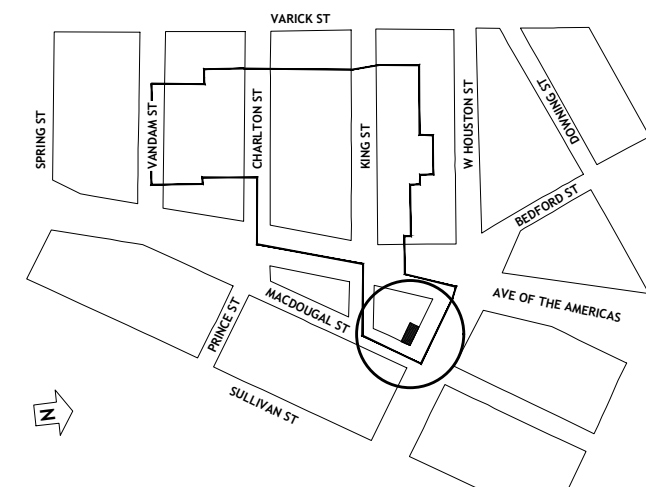 VARICK ST
SPRING ST
VANDAM ST
CHARLTON ST
KING ST
W HOUSTON ST
DOWNING ST
BEDFORD ST
AVE OF THE AMERICAS
MACDOUGAL ST
PRINCE ST
SULLIVAN ST
N